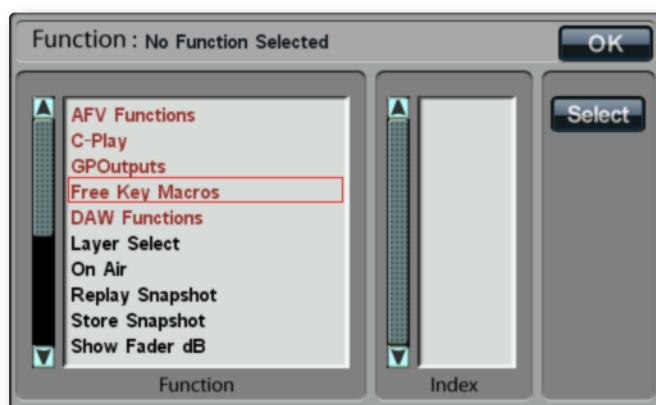 Function : No Function Selected
OK
AFV Functions
C-Play
GPOutputs
Free Key Macros
DAW Functions
Layer Select
On Air
Replay Snapshot
Store Snapshot
Show Fader dB
Function
Index
Select